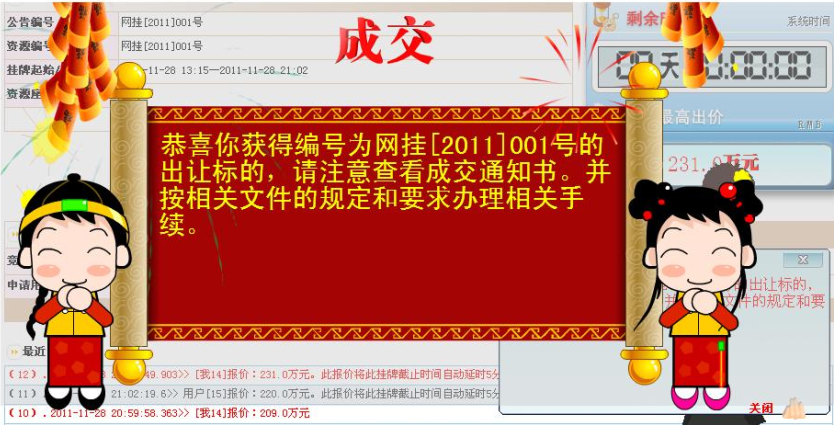 公告编号
网挂[2011]001号
成交
剩余
系统时间
资源编号
网挂[2011]001号
挂牌起始
-11-28 13:15—2011-11-28 21:02
00天 :00:00
资源
最高出价
RMB
231. 万元
恭喜你获得编号为网挂[2011]001号的
出让标的，请注意查看成交通知书。并
按相关文件的规定和要求办理相关手
续。
申请
出让标的，
文件的规定和要
最近
(12). 49.903>> [我14]报价：231.0万元。此报价将此挂牌截止时间自动延时5分
(11) 21:02:19.6>> 用户[15]报价：220.0万元。此报价将此挂牌截止时间自动延时5分
(10).2011-11-28 20:59:58.363>> [我14]报价：209.0万元
关闭